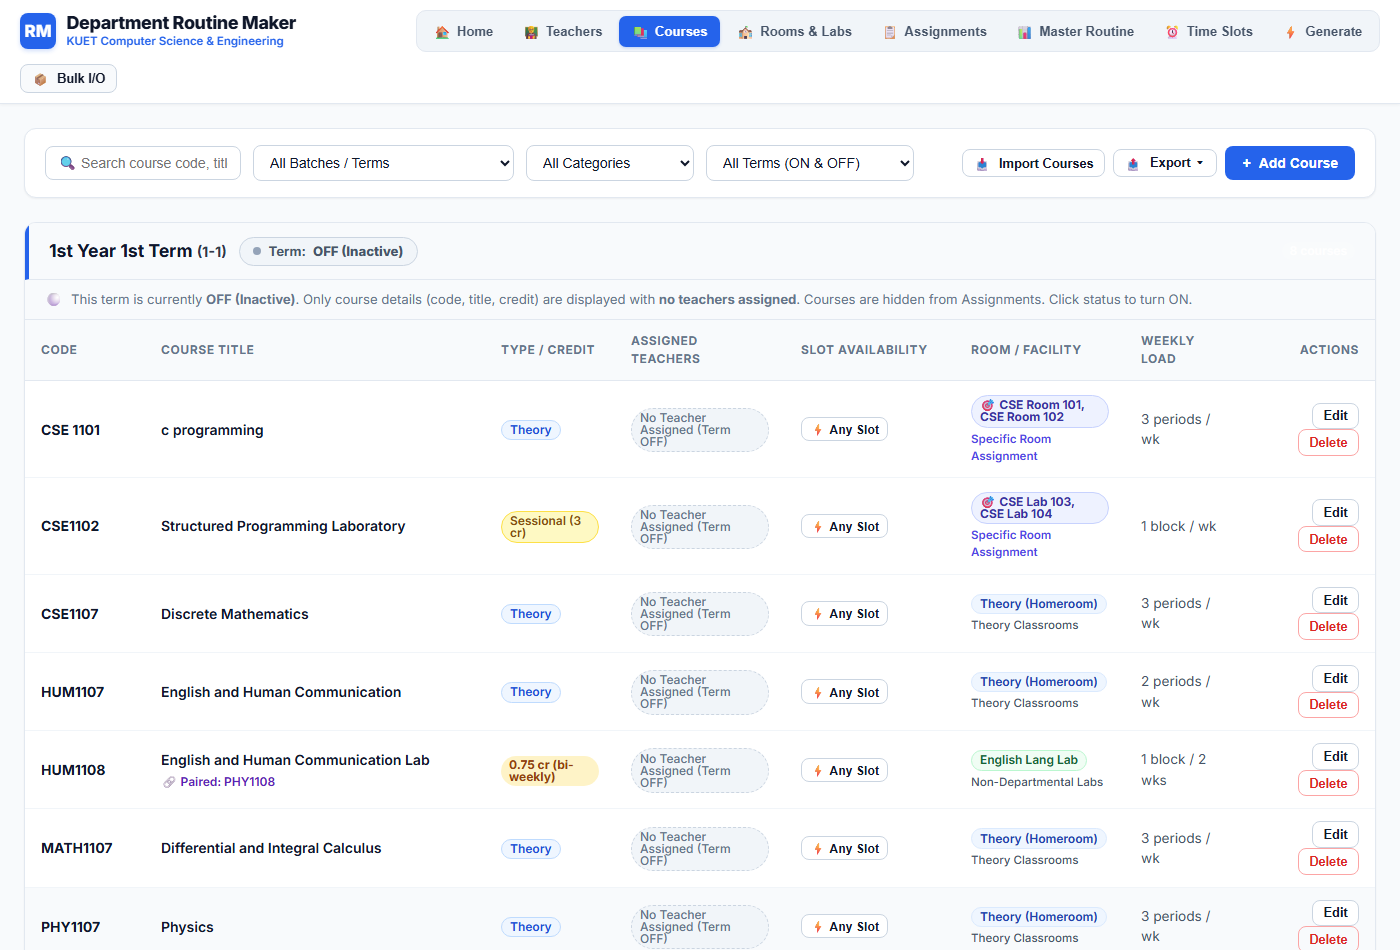 RM
Department Routine Maker
KUET Computer Science & Engineering
Home
Teachers
Courses
Rooms & Labs
Assignments
Master Routine
Time Slots
Generate
Bulk I/O
Search course code, titl
All Batches / Terms
All Categories
All Terms (ON & OFF)
Import Courses
Export
+ Add Course
1st Year 1st Term (1-1)
Term: OFF (Inactive)
This term is currently OFF (Inactive). Only course details (code, title, credit) are displayed with no teachers assigned. Courses are hidden from Assignments. Click status to turn ON.
CODE
COURSE TITLE
TYPE / CREDIT
ASSIGNED
TEACHERS
SLOT AVAILABILITY
ROOM / FACILITY
WEEKLY
LOAD
ACTIONS
CSE 1101
c programming
Theory
No Teacher
Assigned (Term
OFF)
Any Slot
CSE Room 101,
CSE Room 102
Specific Room
Assignment
3 periods /
wk
Edit
Delete
CSE1102
Structured Programming Laboratory
Sessional (3
cr)
No Teacher
Assigned (Term
OFF)
Any Slot
CSE Lab 103,
CSE Lab 104
Specific Room
Assignment
1 block / wk
Edit
Delete
CSE1107
Discrete Mathematics
Theory
No Teacher
Assigned (Term
OFF)
Any Slot
Theory (Homeroom)
Theory Classrooms
3 periods /
wk
Edit
Delete
HUM1107
English and Human Communication
Theory
No Teacher
Assigned (Term
OFF)
Any Slot
Theory (Homeroom)
Theory Classrooms
2 periods /
wk
Edit
Delete
HUM1108
English and Human Communication Lab
Paired: PHY1108
0.75 cr (bi-
weekly)
No Teacher
Assigned (Term
OFF)
Any Slot
English Lang Lab
Non-Departmental Labs
1 block / 2
wks
Edit
Delete
MATH1107
Differential and Integral Calculus
Theory
No Teacher
Assigned (Term
OFF)
Any Slot
Theory (Homeroom)
Theory Classrooms
3 periods /
wk
Edit
Delete
PHY1107
Physics
Theory
No Teacher
Assigned (Term
OFF)
Any Slot
Theory (Homeroom)
Theory Classrooms
3 periods /
wk
Edit
Delete